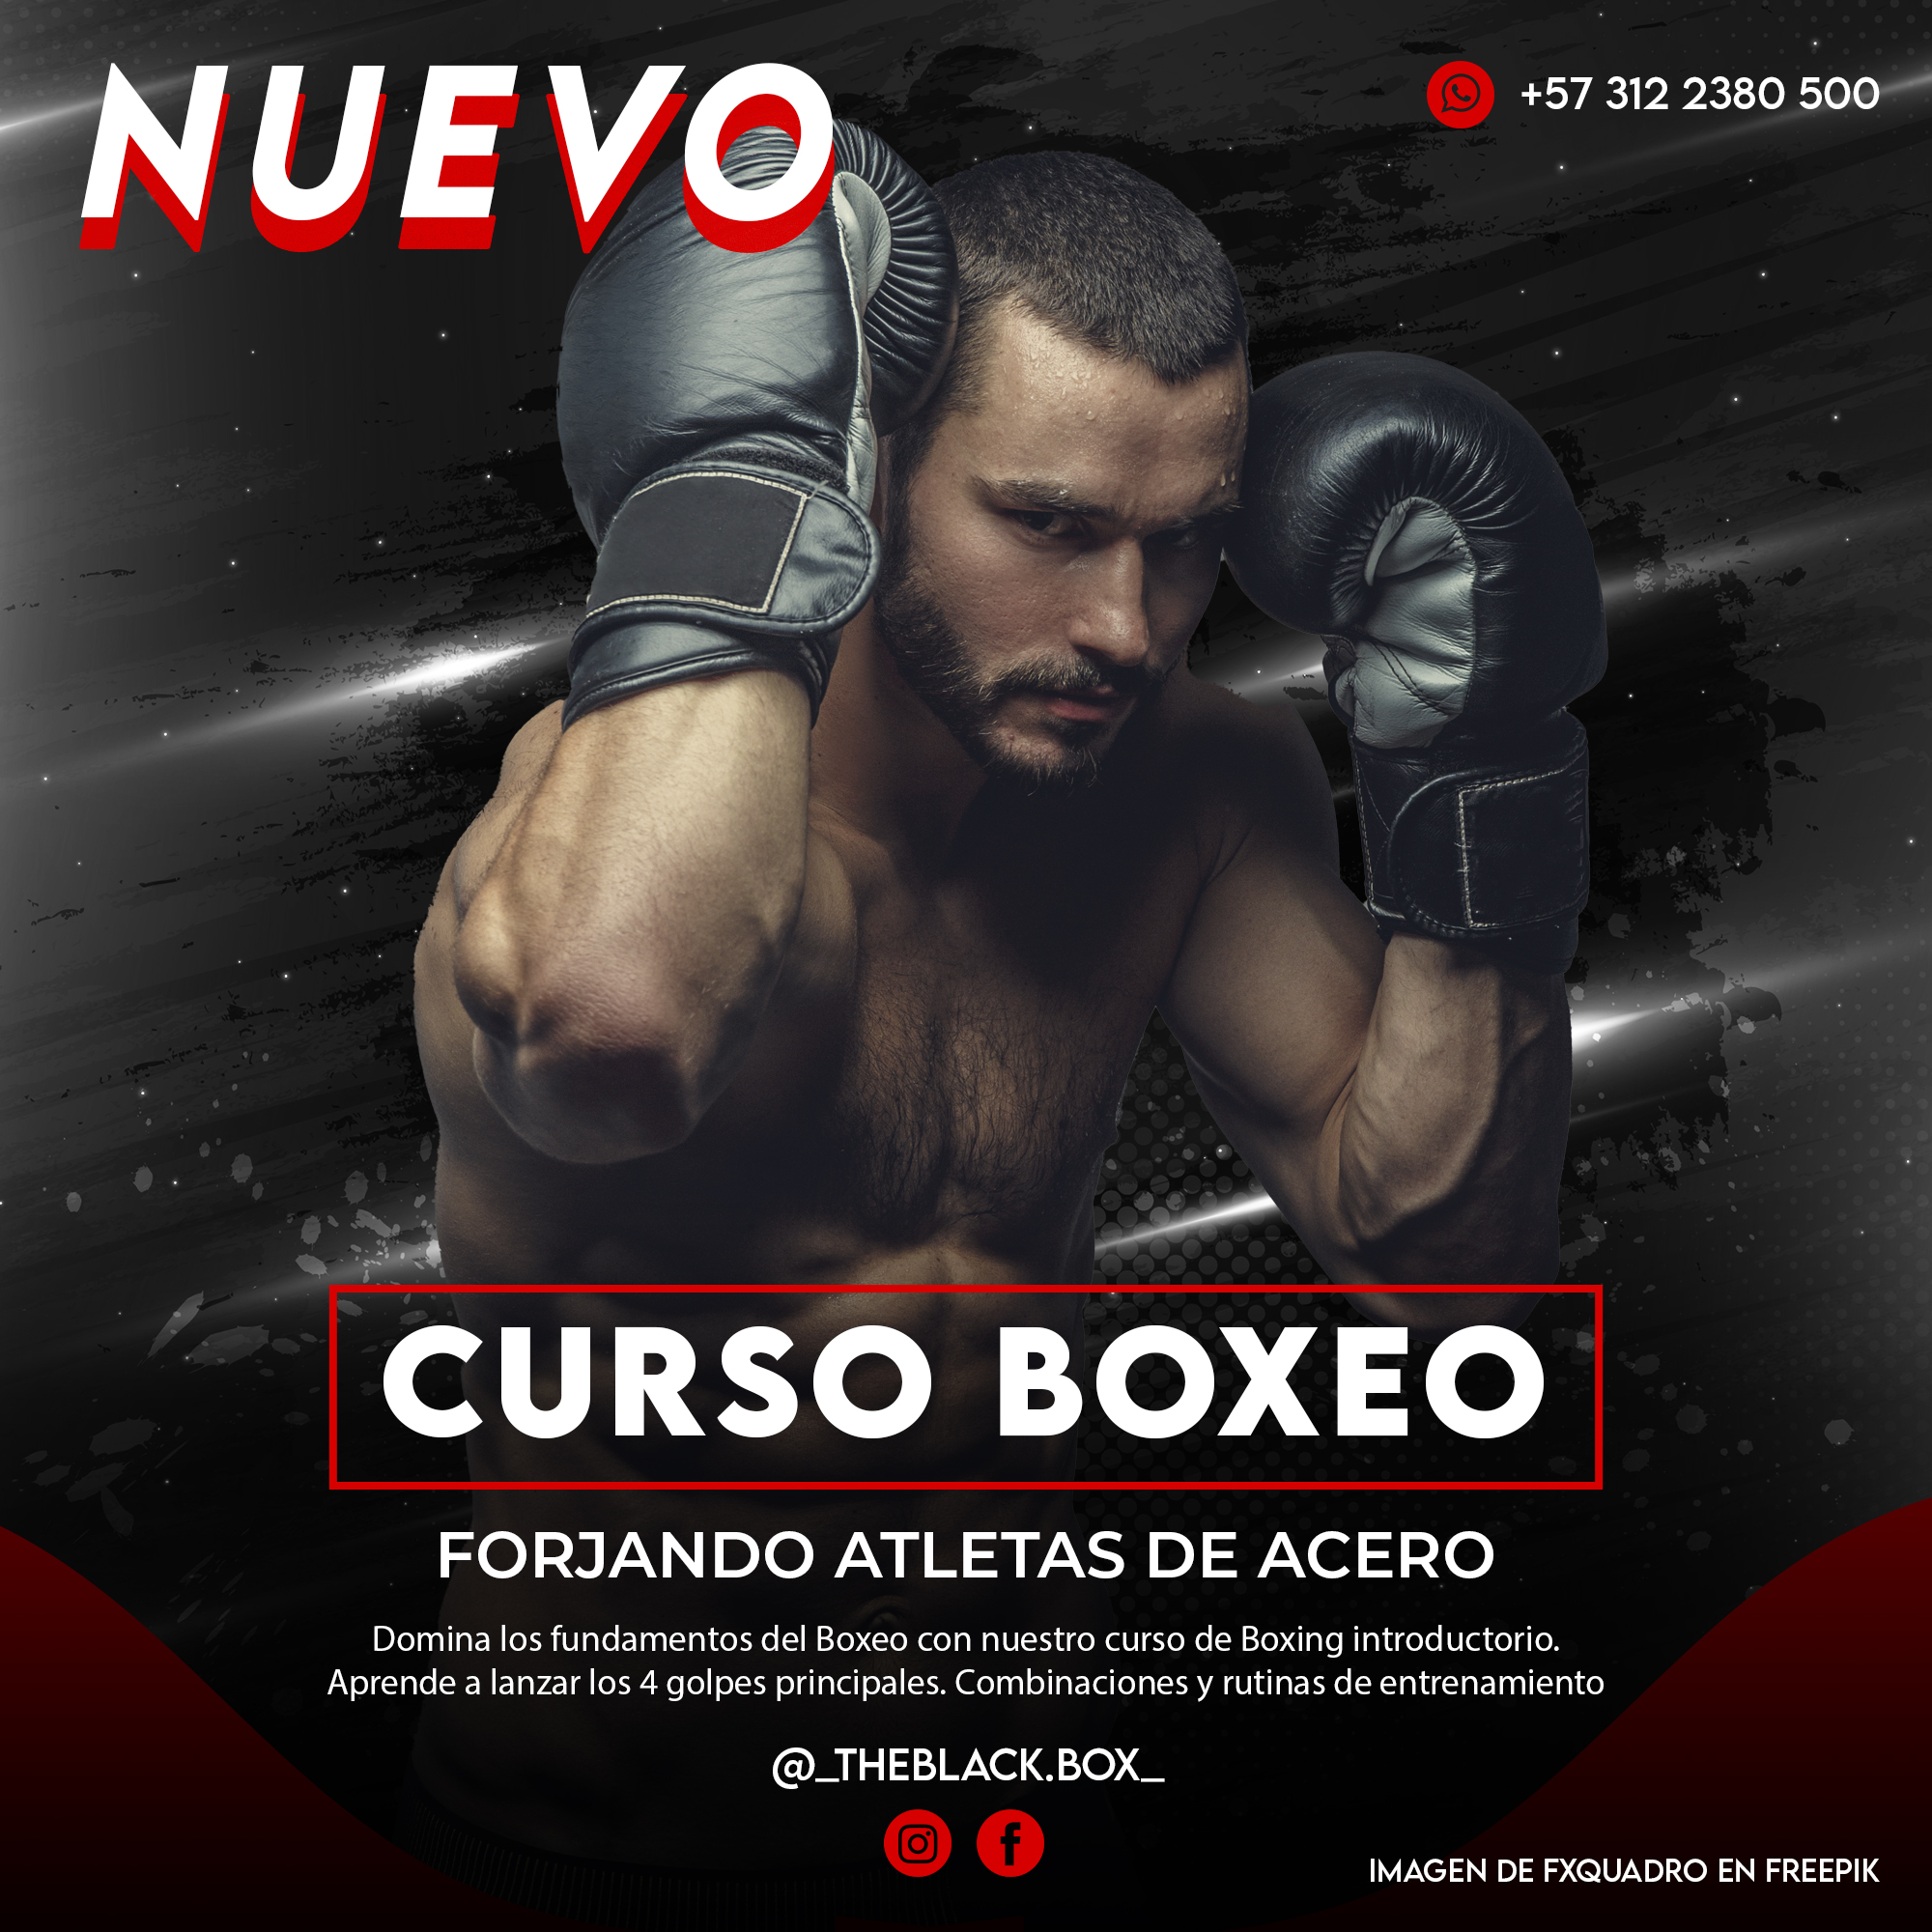 NUEVO
+57 312 2380 500
CURSO BOXEO
FORJANDO ATLETAS DE ACERO
Domina los fundamentos del Boxeo con nuestro curso de Boxing introductorio.
Aprende a lanzar los 4 golpes principales. Combinaciones y rutinas de entrenamiento
@_THEBLACK.BOX_
IMAGEN DE FXQUADRO EN FREEPIK